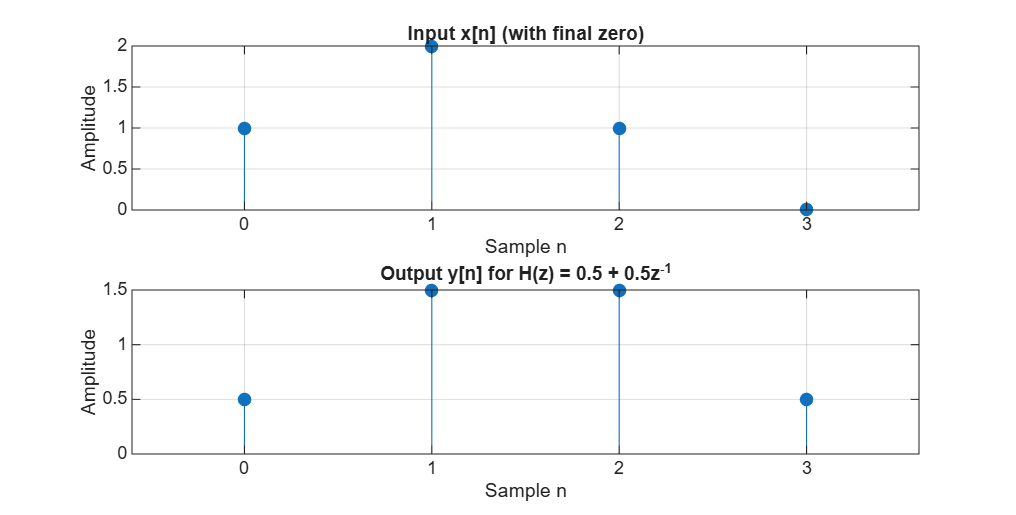 Input x[n] (with final zero)
2
1.5
1
0.5
0
Amplitude
0 1 2 3
Sample n
Output y[n] for H(z) = 0.5 + 0.5z⁻¹
1.5
1
0.5
0
Amplitude
0 1 2 3
Sample n